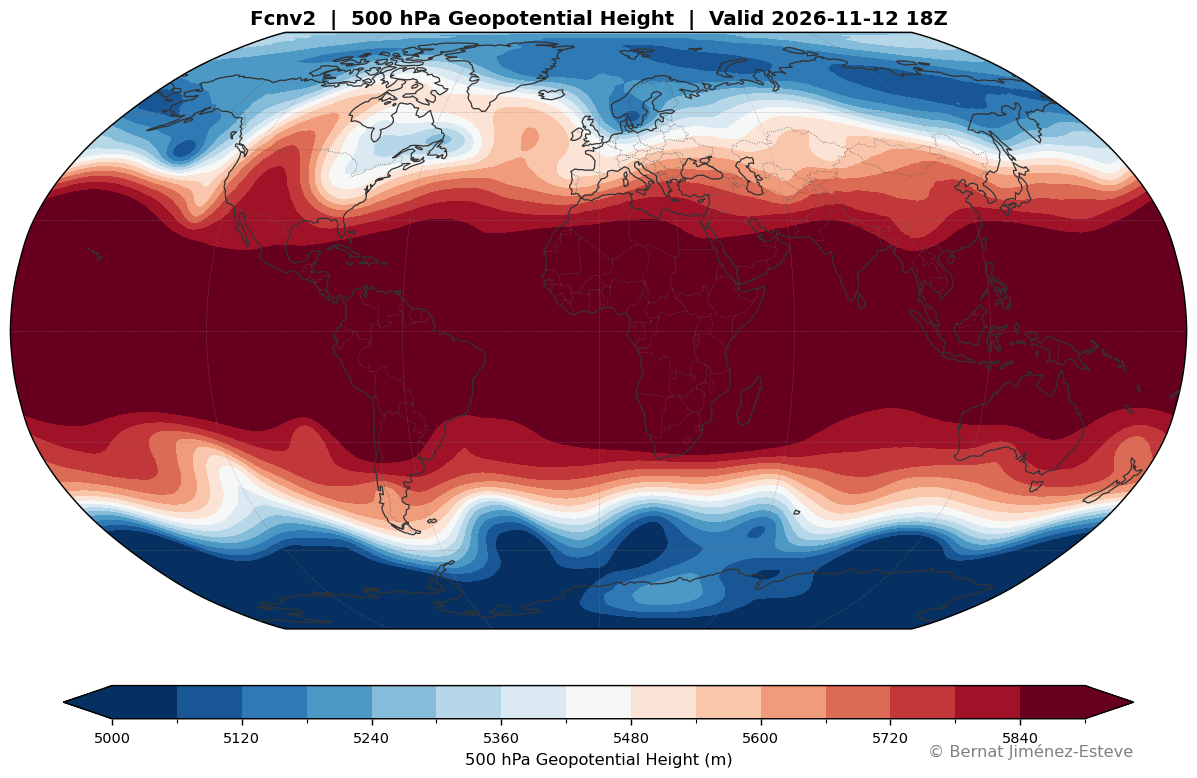 Fcnv2 | 500 hPa Geopotential Height | Valid 2026-11-12 18Z
5000 5120 5240 5360 5480 5600 5720 5840
500 hPa Geopotential Height (m)
© Bernat Jiménez-Esteve